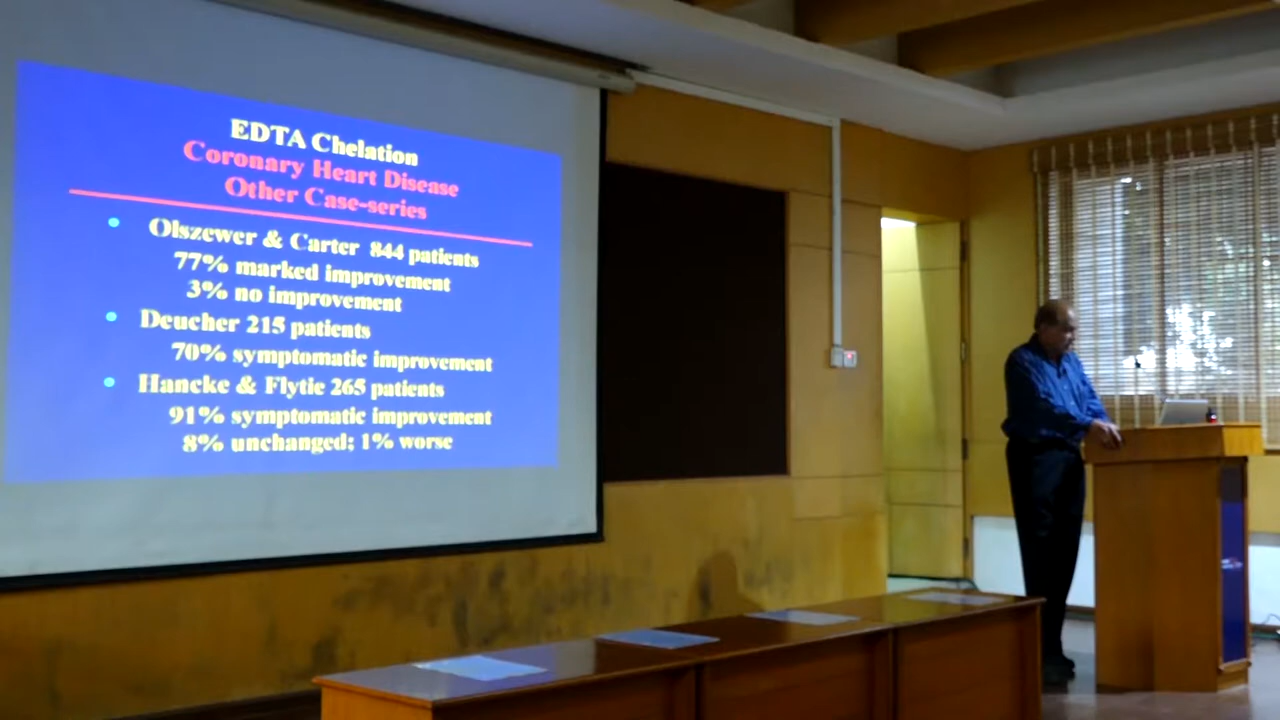 EDTA Chelation
Coronary Heart Disease
Other Case-series
• Olszewer & Carter 844 patients
77% marked improvement
3% no improvement
• Deucher 215 patients
70% symptomatic improvement
• Hancke & Flytie 265 patients
91% symptomatic improvement
8% unchanged; 1% worse